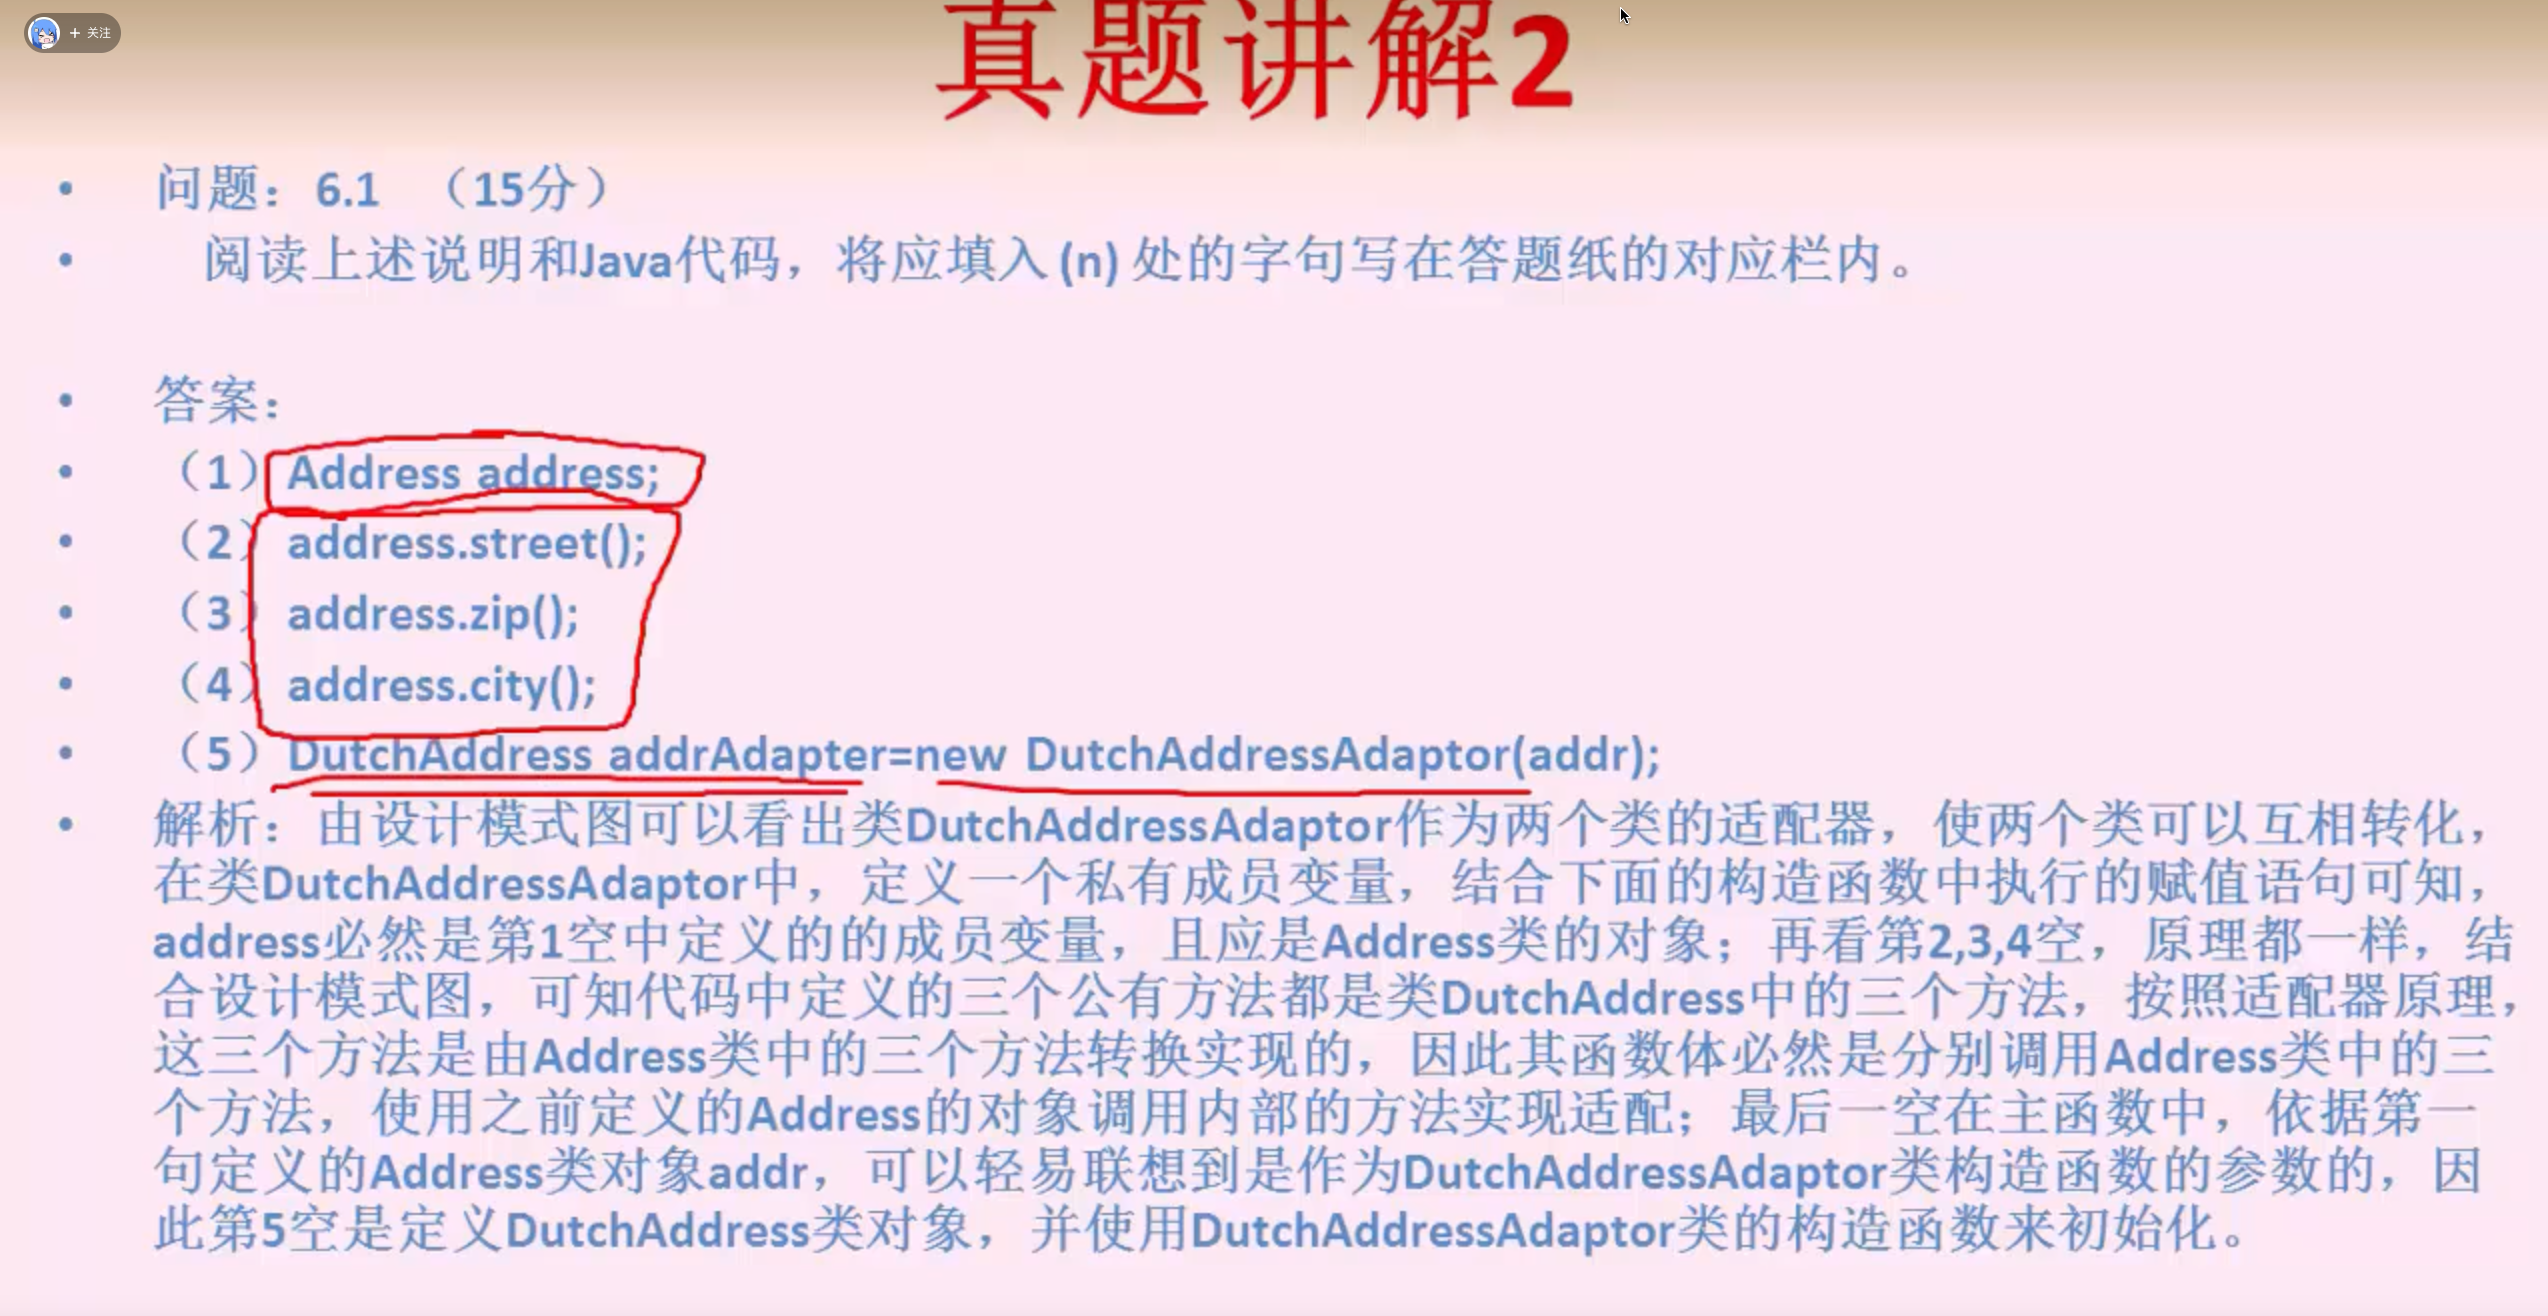 + 关注
真题讲解2
• 问题：6.1 （15分）
• 阅读上述说明和Java代码，将应填入 (n) 处的字句写在答题纸的对应栏内。
• 答案：
• （1）Address address;
• （2）address.street();
• （3）address.zip();
• （4）address.city();
• （5）DutchAddress addrAdapter=new DutchAddressAdaptor(addr);
• 解析：由设计模式图可以看出类DutchAddressAdaptor作为两个类的适配器，使两个类可以互相转化，
在类DutchAddressAdaptor中，定义一个私有成员变量，结合下面的构造函数中执行的赋值语句可知，
address必然是第1空中定义的的成员变量，且应是Address类的对象；再看第2,3,4空，原理都一样，结
合设计模式图，可知代码中定义的三个公有方法都是类DutchAddress中的三个方法，按照适配器原理，
这三个方法是由Address类中的三个方法转换实现的，因此其函数体必然是分别调用Address类中的三
个方法，使用之前定义的Address的对象调用内部的方法实现适配；最后一空在主函数中，依据第一
句定义的Address类对象addr，可以轻易联想到是作为DutchAddressAdaptor类构造函数的参数的，因
此第5空是定义DutchAddress类对象，并使用DutchAddressAdaptor类的构造函数来初始化。